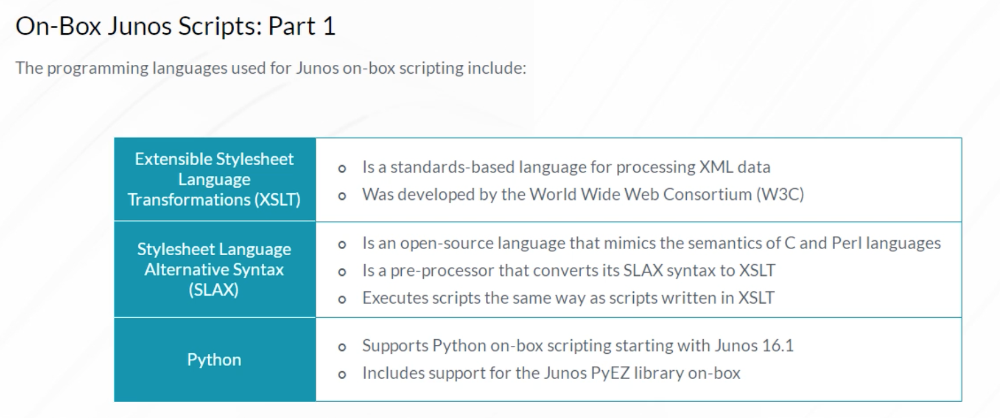 On-Box Junos Scripts: Part 1
The programming languages used for Junos on-box scripting include:
Extensible Stylesheet
Language
Transformations (XSLT)
Is a standards-based language for processing XML data
Was developed by the World Wide Web Consortium (W3C)
Stylesheet Language
Alternative Syntax
(SLAX)
Is an open-source language that mimics the semantics of C and Perl languages
Is a pre-processor that converts its SLAX syntax to XSLT
Executes scripts the same way as scripts written in XSLT
Python
Supports Python on-box scripting starting with Junos 16.1
Includes support for the Junos PyEZ library on-box